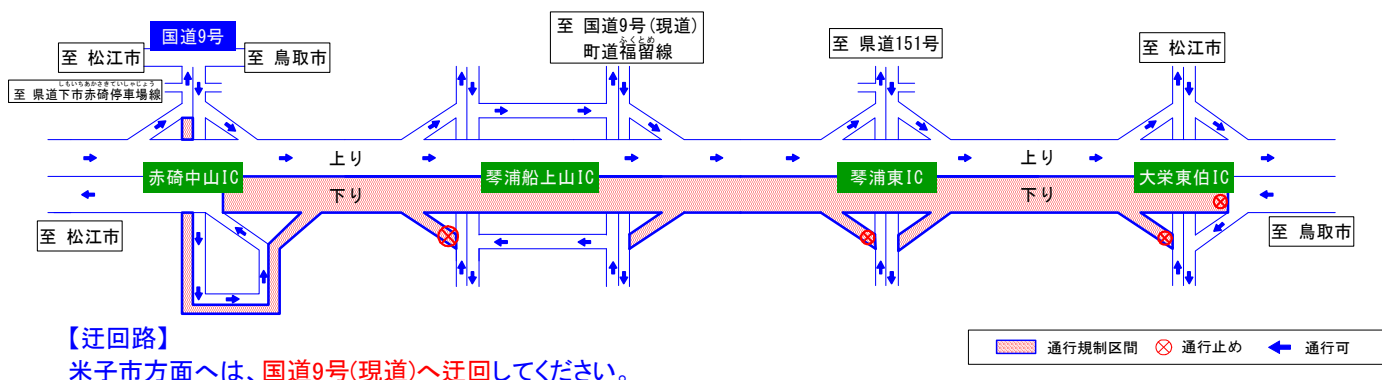 国道9号
至 松江市
至 鳥取市
しもいちあかさきていしゃじょう
至 県道下市赤碕停車場線
至 国道9号(現道)
ふくとめ
町道福留線
至 県道151号
至 松江市
上り
上り
赤碕中山IC
琴浦船上山IC
琴浦東IC
大栄東伯IC
下り
下り
至 松江市
至 鳥取市
【迂回路】
米子市方面へは、国道9号(現道)へ迂回してください。
通行規制区間
通行止め
通行可